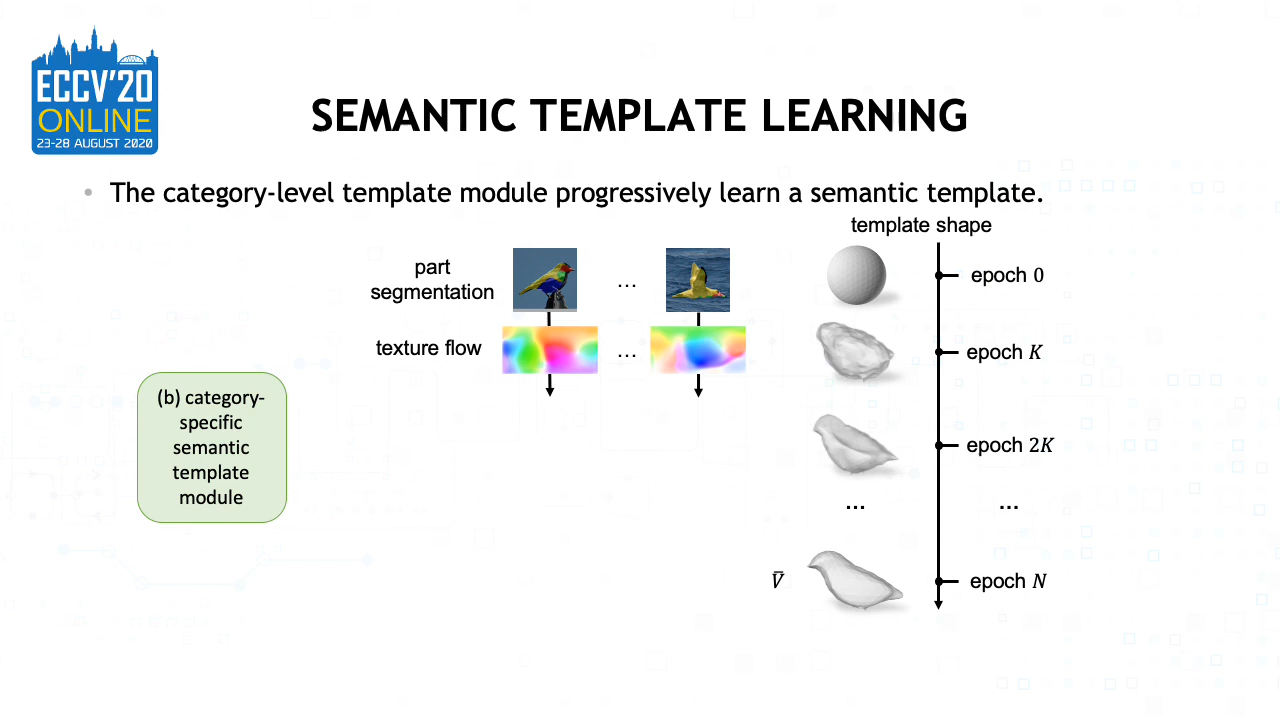 ECCV'20
ONLINE
23-28 AUGUST 2020
SEMANTIC TEMPLATE LEARNING
• The category-level template module progressively learn a semantic template.
template shape
part
segmentation
...
epoch 0
texture flow
...
epoch K
(b) category-
specific
semantic
template
module
epoch 2K
...
...
V̄
epoch N